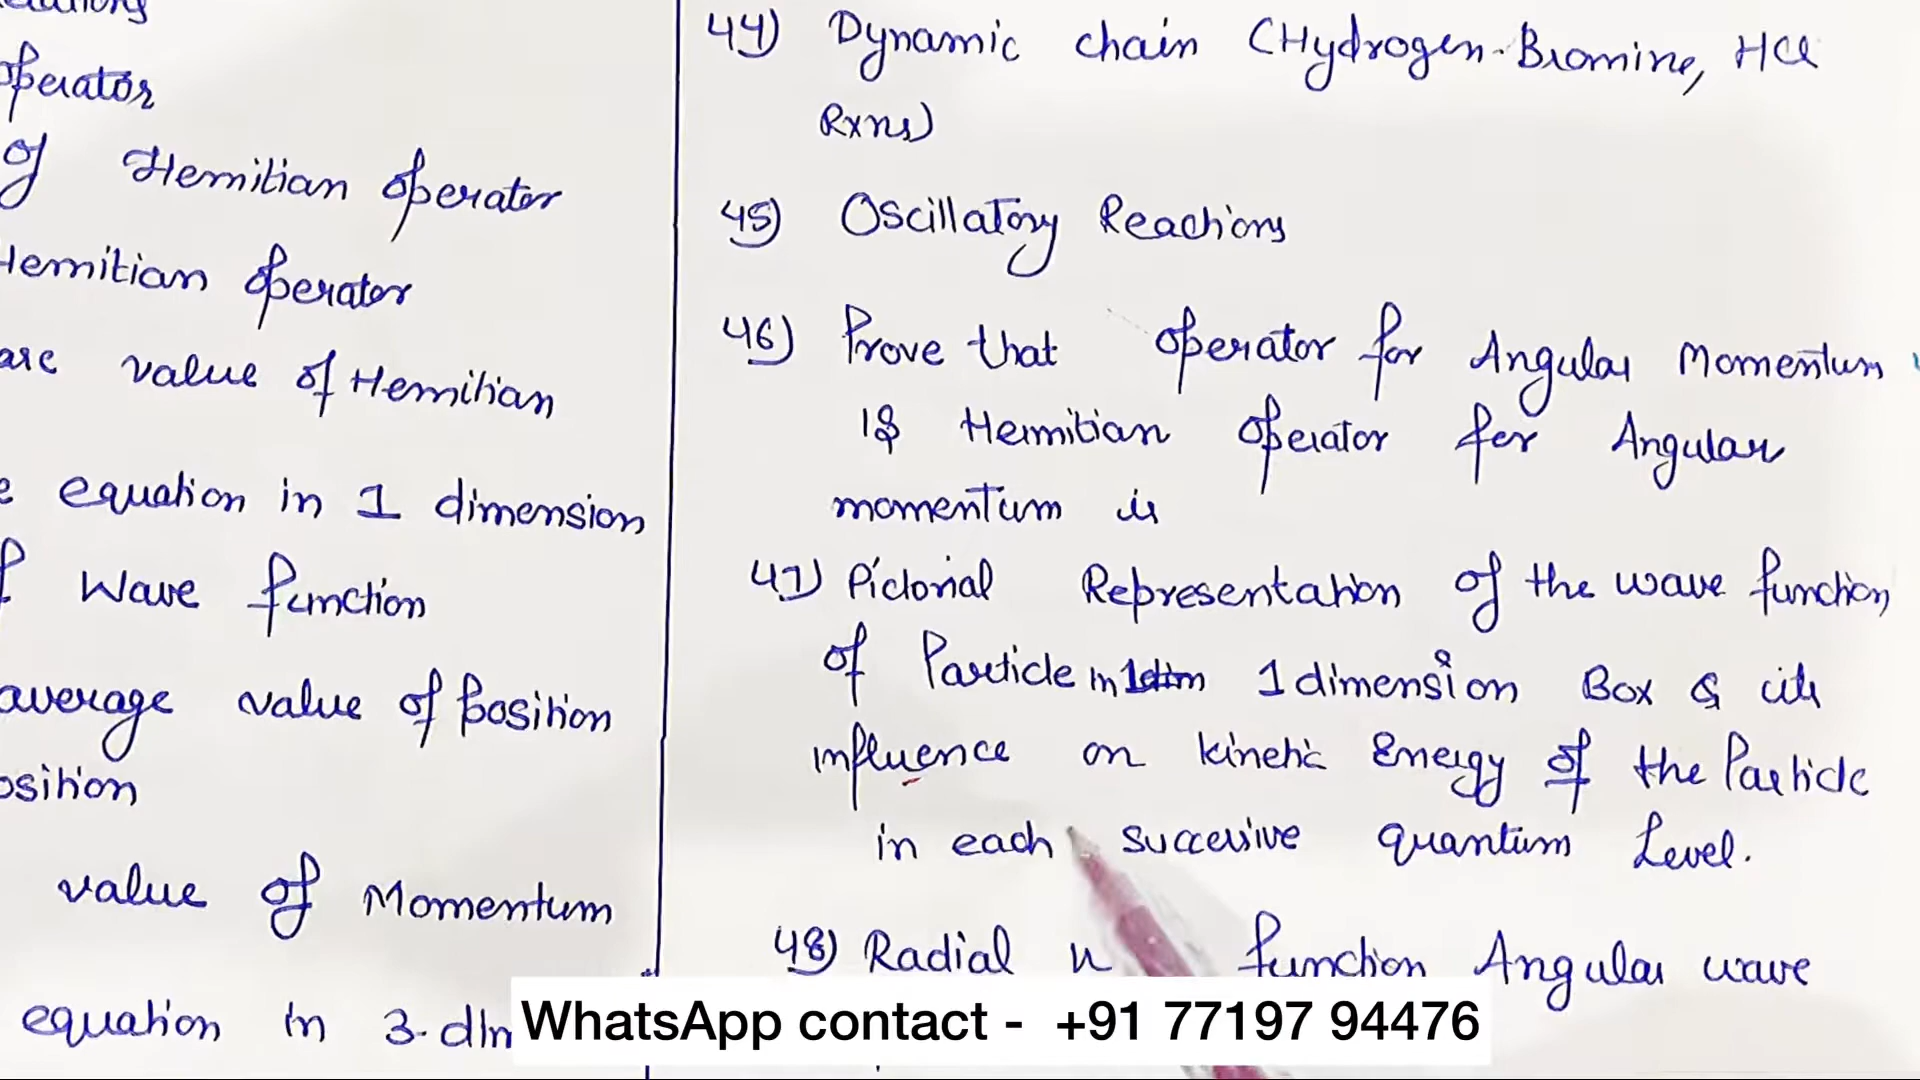 operator
of Hemitian operator
Hemitian operator
value of Hemitian
equation in 1 dimension
Wave function
average value of Position
value of Momentum
equation in 3-dim
44) Dynamic chain (Hydrogen-Bromine, HCl
Rxns)
45) Oscillatory Reactions
46) Prove that operator for Angular Momentum
is Hermitian operator for Angular
momentum is
47) Pictorial Representation of the wave function
of Particle in 1dim 1 dimension Box & its
influence on kinetic Energy of the Particle
in each successive quantum Level.
48) Radial function Angular wave
WhatsApp contact - +91 77197 94476